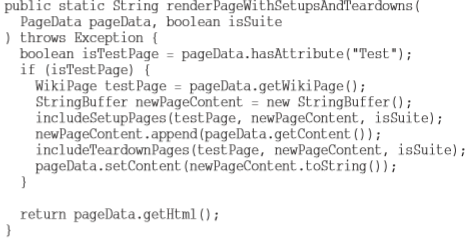 public static String renderPageWithSetupsAndTeardowns(
  PageData pageData, boolean isSuite
) throws Exception {
  boolean isTestPage = pageData.hasAttribute("Test");
  if (isTestPage) {
    WikiPage testPage = pageData.getWikiPage();
    StringBuffer newPageContent = new StringBuffer();
    includeSetupPages(testPage, newPageContent, isSuite);
    newPageContent.append(pageData.getContent());
    includeTeardownPages(testPage, newPageContent, isSuite);
    pageData.setContent(newPageContent.toString());
  }

  return pageData.getHtml();
}